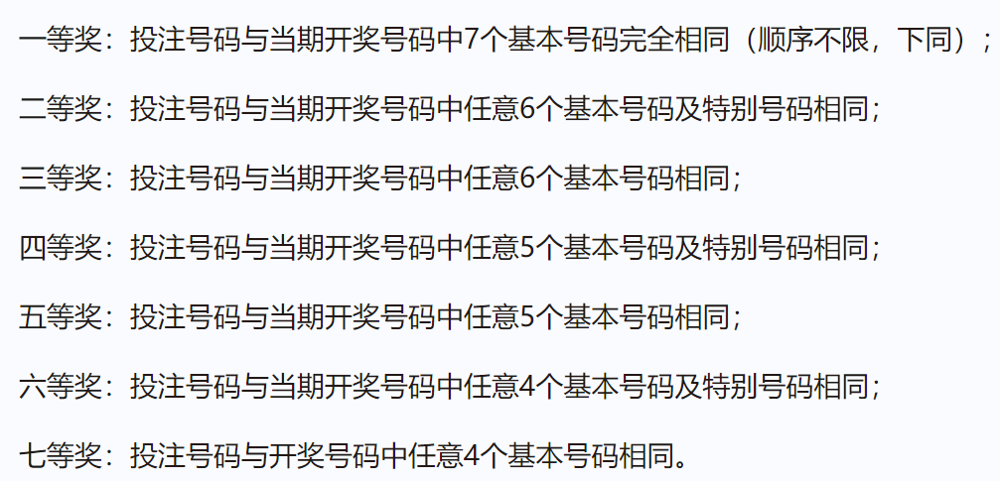 一等奖：投注号码与当期开奖号码中7个基本号码完全相同（顺序不限，下同）；
二等奖：投注号码与当期开奖号码中任意6个基本号码及特别号码相同；
三等奖：投注号码与当期开奖号码中任意6个基本号码相同；
四等奖：投注号码与当期开奖号码中任意5个基本号码及特别号码相同；
五等奖：投注号码与当期开奖号码中任意5个基本号码相同；
六等奖：投注号码与当期开奖号码中任意4个基本号码及特别号码相同；
七等奖：投注号码与开奖号码中任意4个基本号码相同。